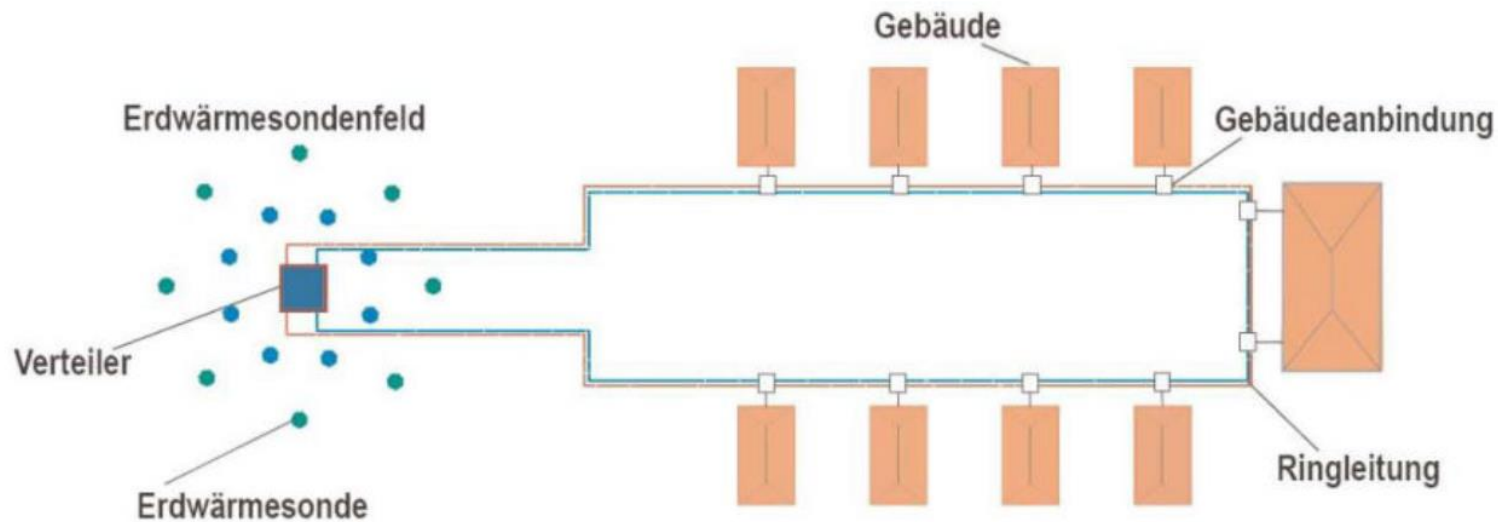 Gebäude
Erdwärmesondenfeld
Gebäudeanbindung
Verteiler
Ringleitung
Erdwärmesonde